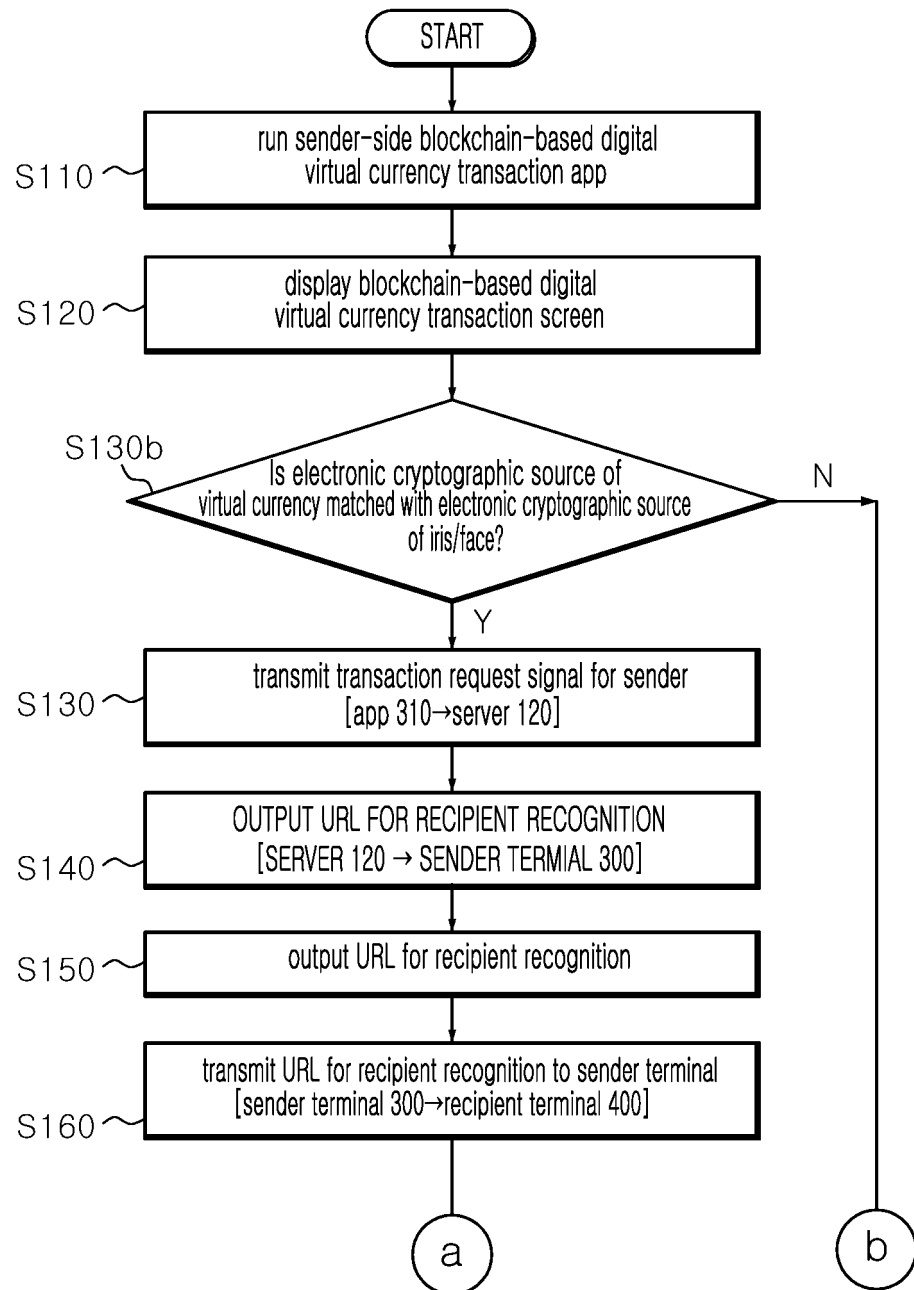 START
run sender-side blockchain-based digital
virtual currency transaction app
S110
display blockchain-based digital
virtual currency transaction screen
S120
S130b
Is electronic cryptographic source of
virtual currency matched with electronic cryptographic source
of iris/face?
N
Y
transmit transaction request signal for sender
[app 310→server 120]
S130
OUTPUT URL FOR RECIPIENT RECOGNITION
[SERVER 120 → SENDER TERMIAL 300]
S140
output URL for recipient recognition
S150
transmit URL for recipient recognition to sender terminal
[sender terminal 300→recipient terminal 400]
S160
a
b